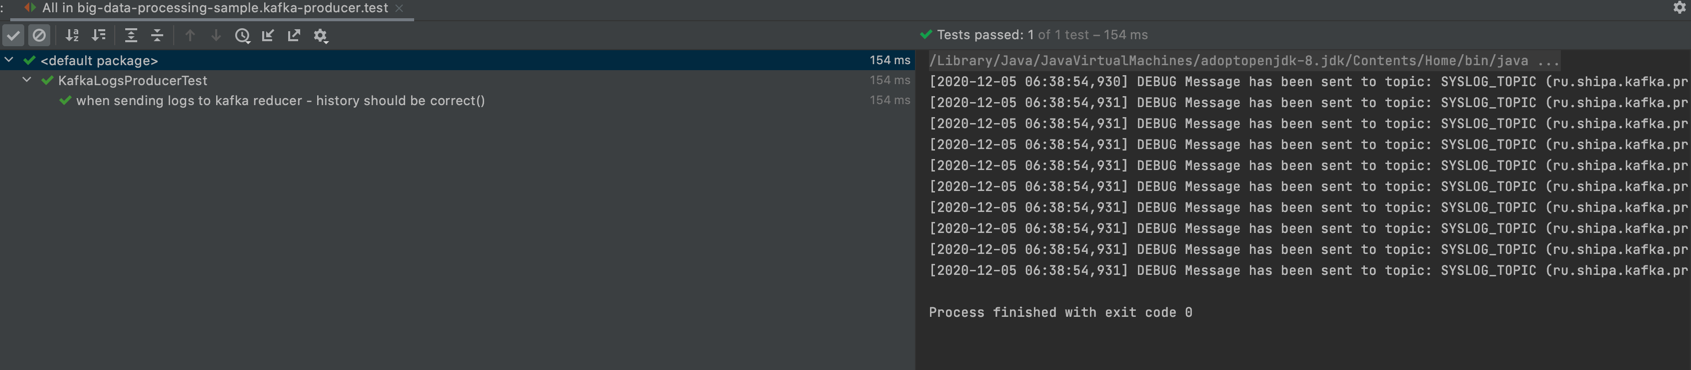 : All in big-data-processing-sample.kafka-producer.test ×
Tests passed: 1 of 1 test – 154 ms
<default package> 154 ms
KafkaLogsProducerTest 154 ms
when sending logs to kafka reducer - history should be correct() 154 ms
/Library/Java/JavaVirtualMachines/adoptopenjdk-8.jdk/Contents/Home/bin/java ...
[2020-12-05 06:38:54,930] DEBUG Message has been sent to topic: SYSLOG_TOPIC (ru.shipa.kafka.pr
[2020-12-05 06:38:54,931] DEBUG Message has been sent to topic: SYSLOG_TOPIC (ru.shipa.kafka.pr
[2020-12-05 06:38:54,931] DEBUG Message has been sent to topic: SYSLOG_TOPIC (ru.shipa.kafka.pr
[2020-12-05 06:38:54,931] DEBUG Message has been sent to topic: SYSLOG_TOPIC (ru.shipa.kafka.pr
[2020-12-05 06:38:54,931] DEBUG Message has been sent to topic: SYSLOG_TOPIC (ru.shipa.kafka.pr
[2020-12-05 06:38:54,931] DEBUG Message has been sent to topic: SYSLOG_TOPIC (ru.shipa.kafka.pr
[2020-12-05 06:38:54,931] DEBUG Message has been sent to topic: SYSLOG_TOPIC (ru.shipa.kafka.pr
[2020-12-05 06:38:54,931] DEBUG Message has been sent to topic: SYSLOG_TOPIC (ru.shipa.kafka.pr
[2020-12-05 06:38:54,931] DEBUG Message has been sent to topic: SYSLOG_TOPIC (ru.shipa.kafka.pr
[2020-12-05 06:38:54,931] DEBUG Message has been sent to topic: SYSLOG_TOPIC (ru.shipa.kafka.pr
Process finished with exit code 0